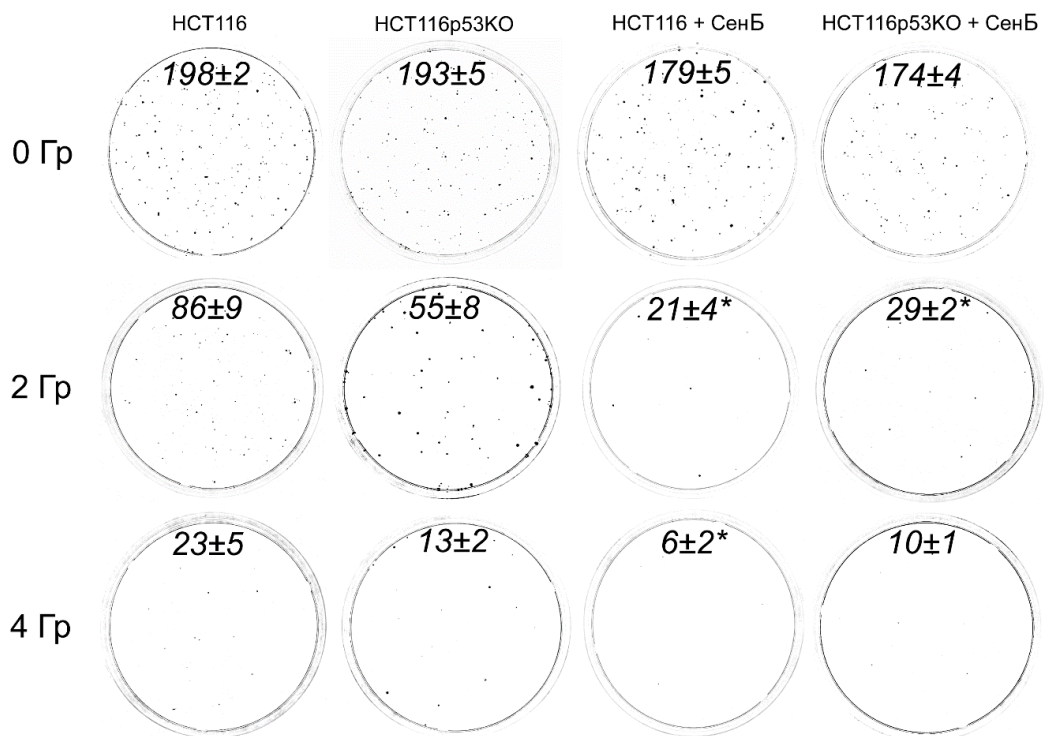 HCT116 HCT116p53KO HCT116 + СенБ HCT116p53KO + СенБ
0 Гр 198±2 193±5 179±5 174±4
2 Гр 86±9 55±8 21±4* 29±2*
4 Гр 23±5 13±2 6±2* 10±1